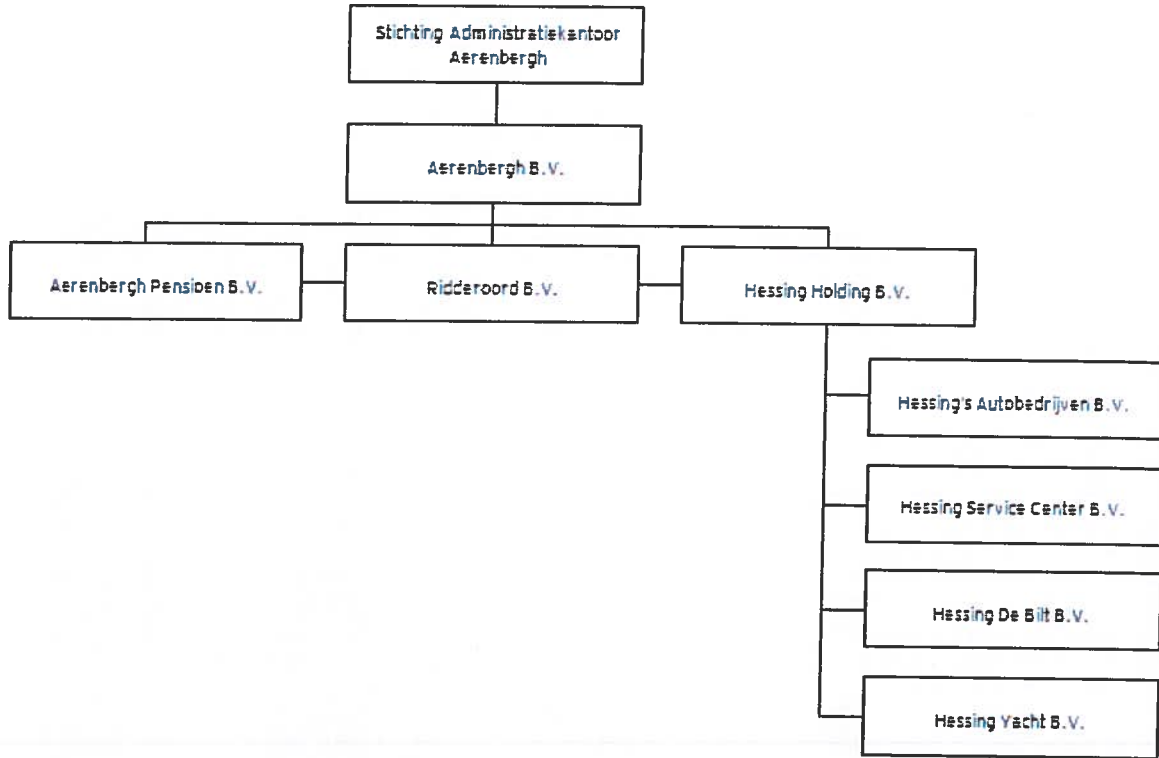 Stichting Administratiekantoor
Aerenbergh
Aerenbergh B.V.
Aerenbergh Pensioen B.V.
Ridderoord B.V.
Hessing Holding B.V.
Hessing's Autobedrijven B.V.
Hessing Service Center B.V.
Hessing De Bilt B.V.
Hessing Yacht B.V.